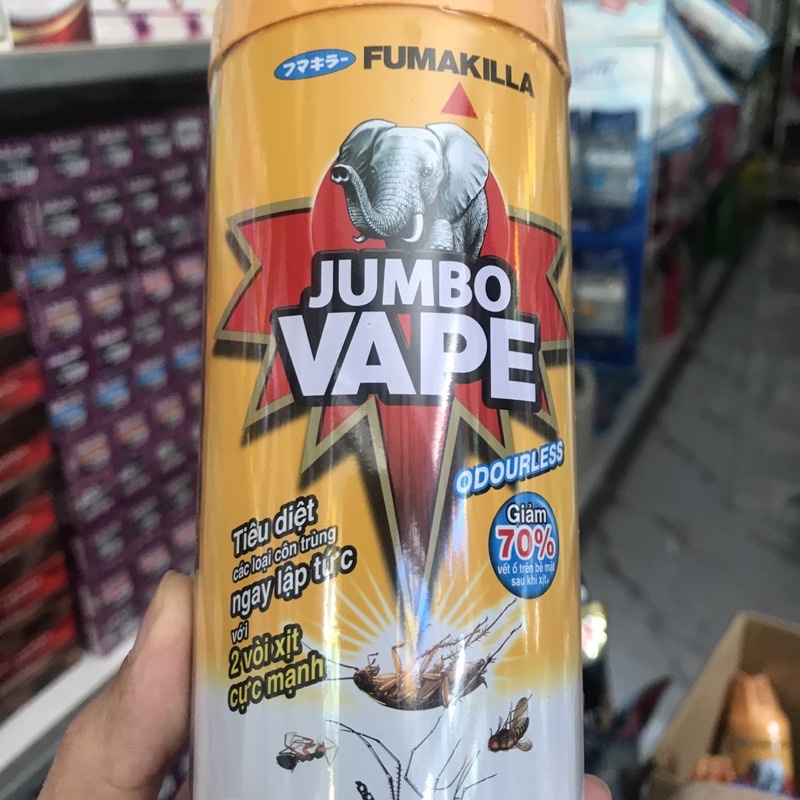 フマキラー FUMAKILLA
JUMBO
VAPE
ODOURLESS
Giảm
70%
vết ố trên bề mặt
sau khi xịt.
Tiêu diệt
các loại côn trùng
ngay lập tức
với
2 vòi xịt
cực mạnh